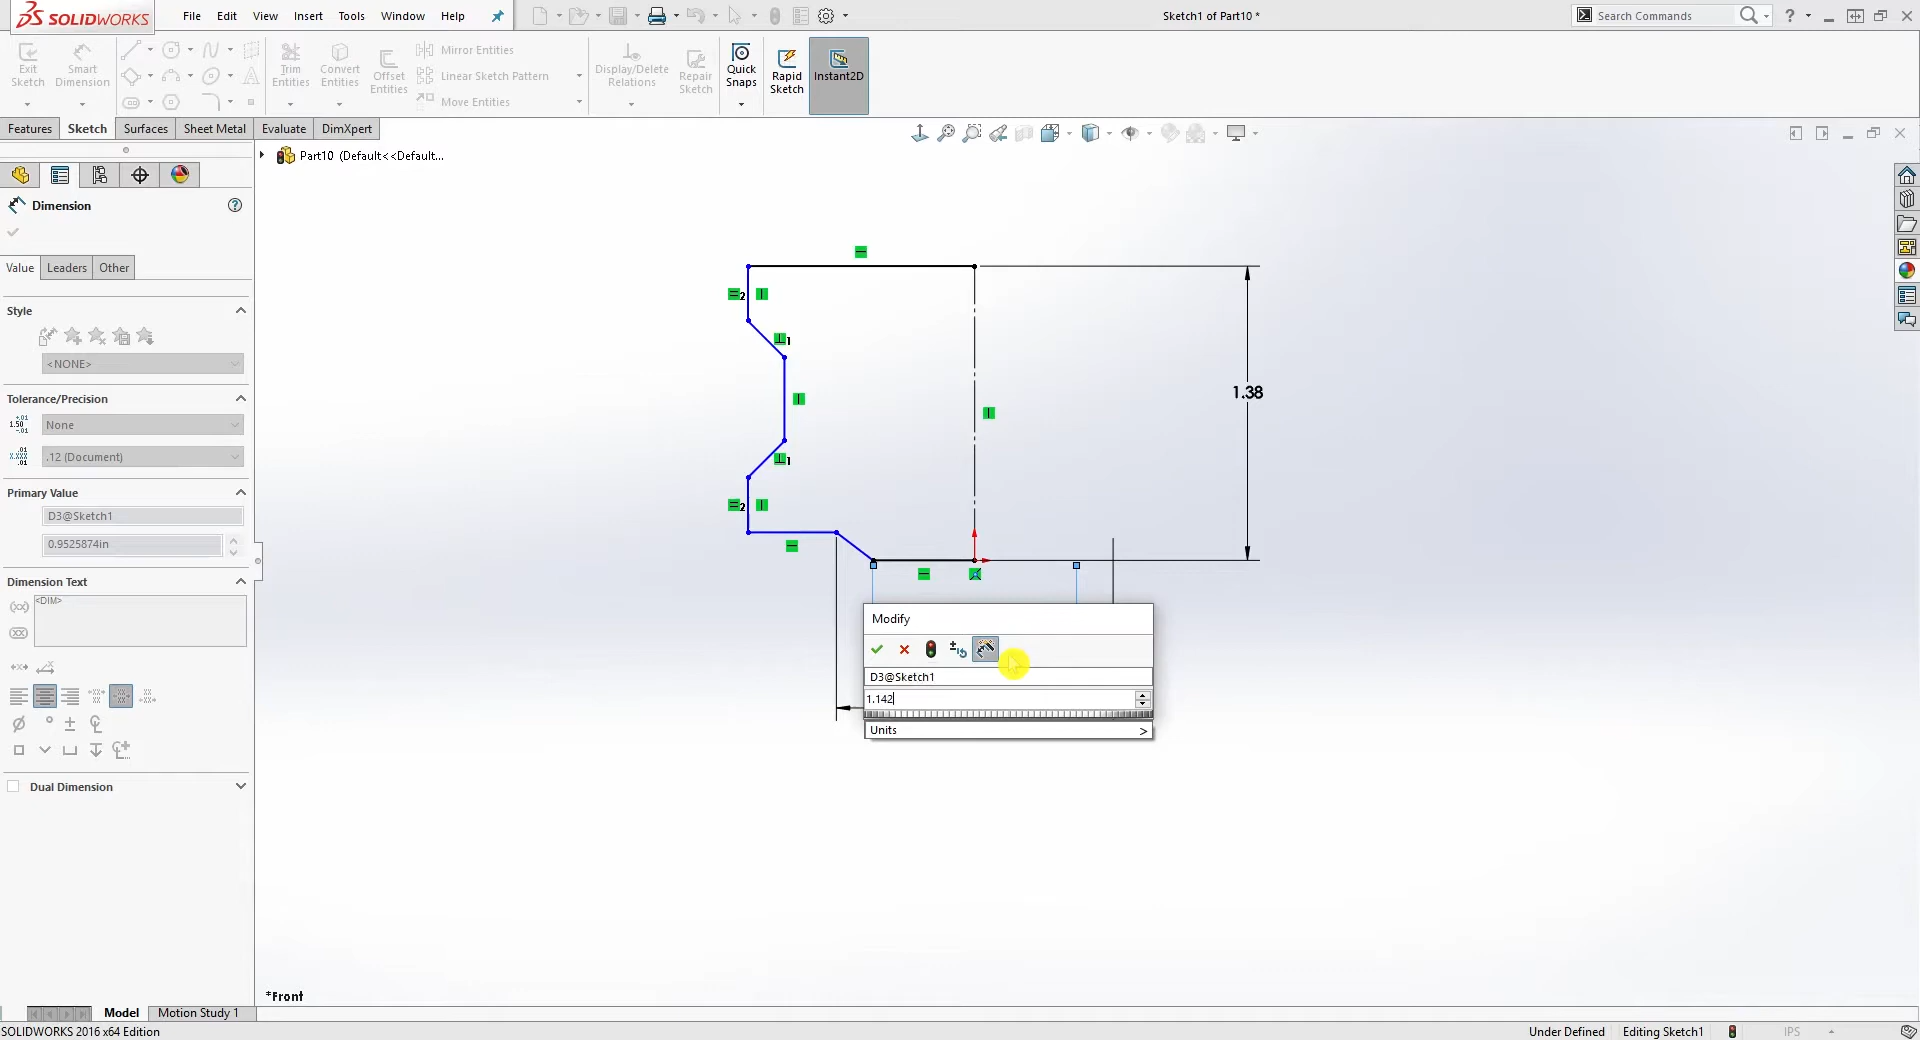 SOLIDWORKS
File Edit View Insert Tools Window Help
Sketch1 of Part10 *
Search Commands
Exit Sketch
Smart Dimension
Trim Entities
Convert Entities
Offset Entities
Mirror Entities
Linear Sketch Pattern
Move Entities
Display/Delete Relations
Repair Sketch
Quick Snaps
Rapid Sketch
Instant2D
Features Sketch Surfaces Sheet Metal Evaluate DimXpert
Part10 (Default<<Default...
Dimension
Value Leaders Other
Style
<NONE>
Tolerance/Precision
None
.12 (Document)
Primary Value
D3@Sketch1
0.9525874in
Dimension Text
<DIM>
Dual Dimension
2
1
1
2
1.38
Modify
D3@Sketch1
1.142
Units >
*Front
Model Motion Study 1
SOLIDWORKS 2016 x64 Edition
Under Defined Editing Sketch1 IPS